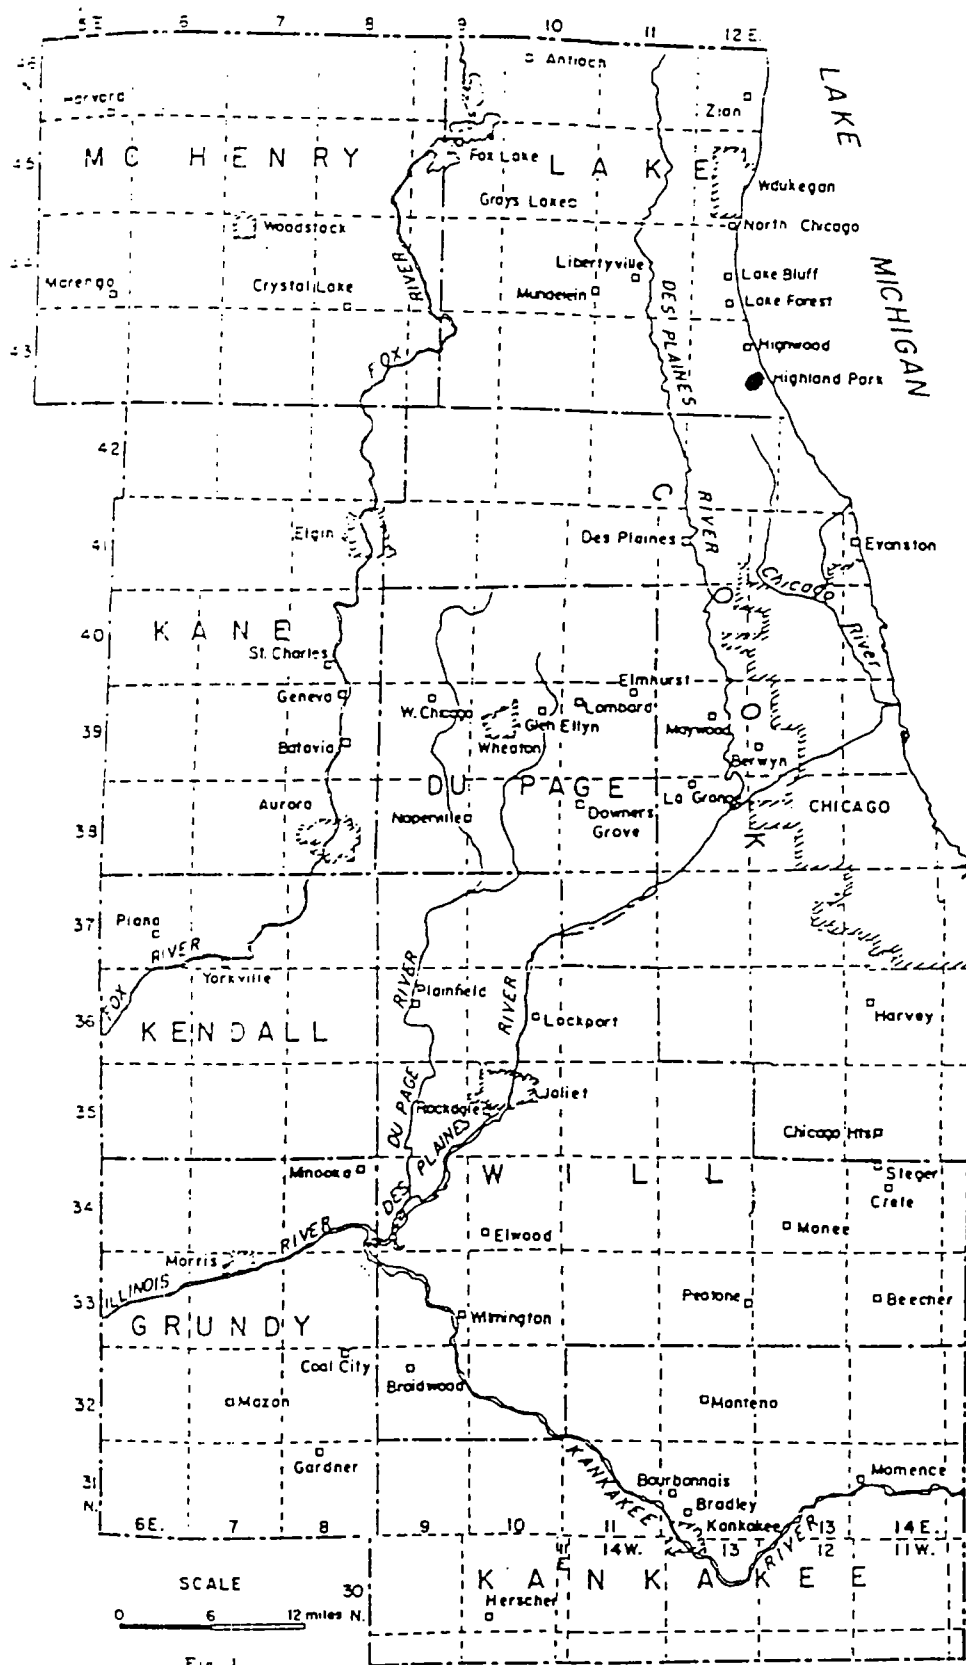 5 E. 6 7 8 9 10 11 12 E.
46
Antioch
Harvard
Zion
LAKE
MC HENRY
45
Fox Lake
LAKE
Waukegan
Grays Lake
Woodstock
North Chicago
RIVER
Libertyville
Lake Bluff
MICHIGAN
Marengo
Crystal Lake
Mundelein
DES PLAINES
Lake Forest
43
FOX
Highwood
Highland Park
42
C
RIVER
Elgin
Des Plaines
Evanston
41
Chicago
O
40
KANE
River
St. Charles
Elmhurst
Geneva
W. Chicago
Lombard
Glen Ellyn
Maywood
O
39
Batavia
Wheaton
Berwyn
DU PAGE
La Grange
Aurora
Naperville
Downers
Grove
CHICAGO
38
K
37
Plano
RIVER
Yorkville
FOX
RIVER
Plainfield
RIVER
36
Lockport
Harvey
KENDALL
DU PAGE
Joliet
Rockdale
35
PLAINES
Chicago Hts.
Minooka
WILL
Steger
Crete
DES
34
RIVER
Elwood
Monee
Morris
ILLINOIS
33
Peotone
Beecher
GRUNDY
Wilmington
Coal City
Braidwood
32
Mazon
Manteno
Gardner
KANKAKEE
Momence
Bourbonnais
31
N.
Bradley
Kankakee
6E. 7 8 9 10 11 13 14 E.
14 W. 13 12 11 W.
RIVER
KANKAKEE
SCALE
30
N.
0 6 12 miles
Herscher
Fig. 1